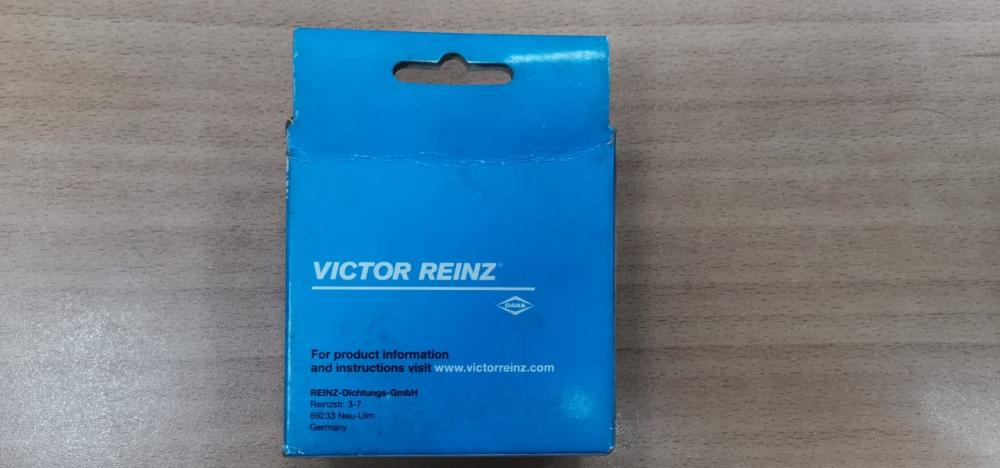 VICTOR REINZ®
DANA
For product information
and instructions visit www.victorreinz.com
REINZ-Dichtungs-GmbH
Reinzstr. 3-7
89233 Neu-Ulm
Germany